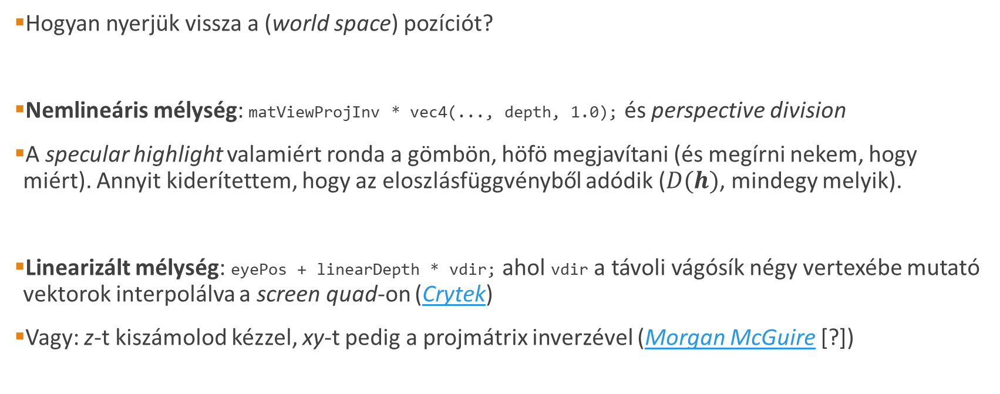 ▪Hogyan nyerjük vissza a (world space) pozíciót?
▪Nemlineáris mélység: matViewProjInv * vec4(..., depth, 1.0); és perspective division
▪A specular highlight valamiért ronda a gömbön, höfö megjavítani (és megírni nekem, hogy
miért). Annyit kiderítettem, hogy az eloszlásfüggvényből adódik (D(h), mindegy melyik).
▪Linearizált mélység: eyePos + linearDepth * vdir; ahol vdir a távoli vágósík négy vertexébe mutató
vektorok interpolálva a screen quad-on (Crytek)
▪Vagy: z-t kiszámolod kézzel, xy-t pedig a projmátrix inverzével (Morgan McGuire [?])